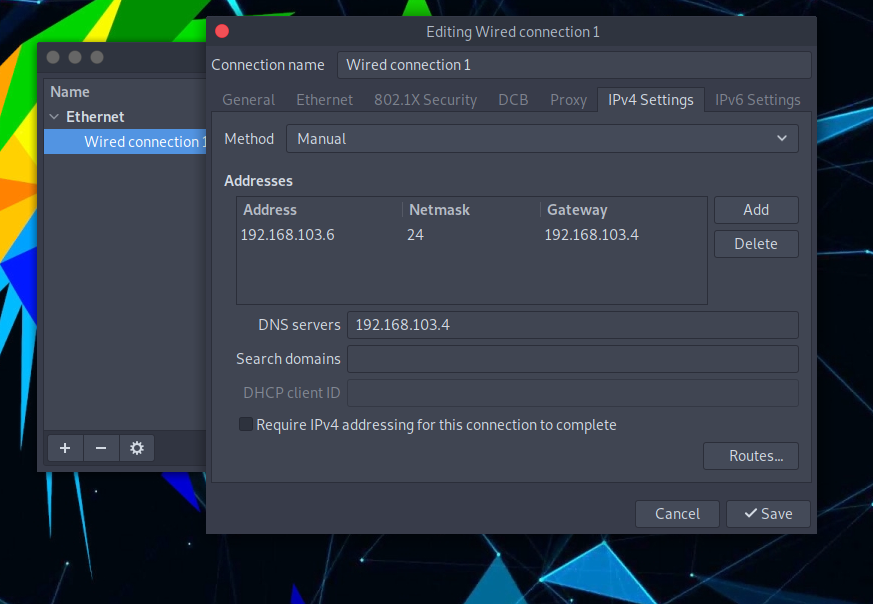 Editing Wired connection 1
Connection name Wired connection 1
Name
Ethernet
Wired connection 1
General Ethernet 802.1X Security DCB Proxy IPv4 Settings IPv6 Settings
Method Manual
Addresses
Address Netmask Gateway
192.168.103.6 24 192.168.103.4
Add
Delete
DNS servers 192.168.103.4
Search domains
DHCP client ID
Require IPv4 addressing for this connection to complete
Routes...
Cancel Save